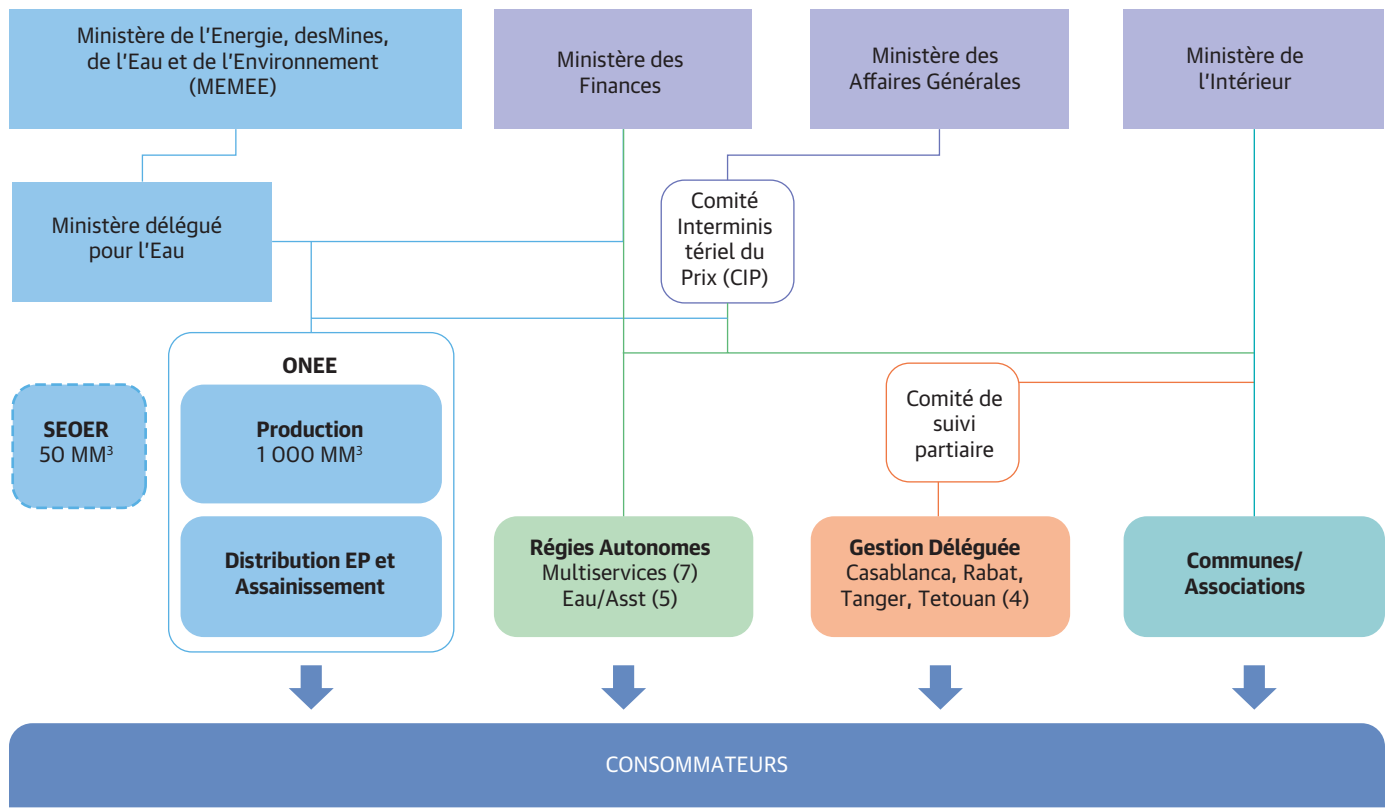 Ministère de l'Energie, desMines,
de l'Eau et de l'Environnement
(MEMEE)
Ministère des
Finances
Ministère des
Affaires Générales
Ministère de
l'Intérieur
Ministère délégué
pour l'Eau
Comité
Interminis
tériel du
Prix (CIP)
ONEE
SEOER
50 MM³
Production
1 000 MM³
Comité de
suivi
partiaire
Distribution EP et
Assainissement
Régies Autonomes
Multiservices (7)
Eau/Asst (5)
Gestion Déléguée
Casablanca, Rabat,
Tanger, Tetouan (4)
Communes/
Associations
CONSOMMATEURS